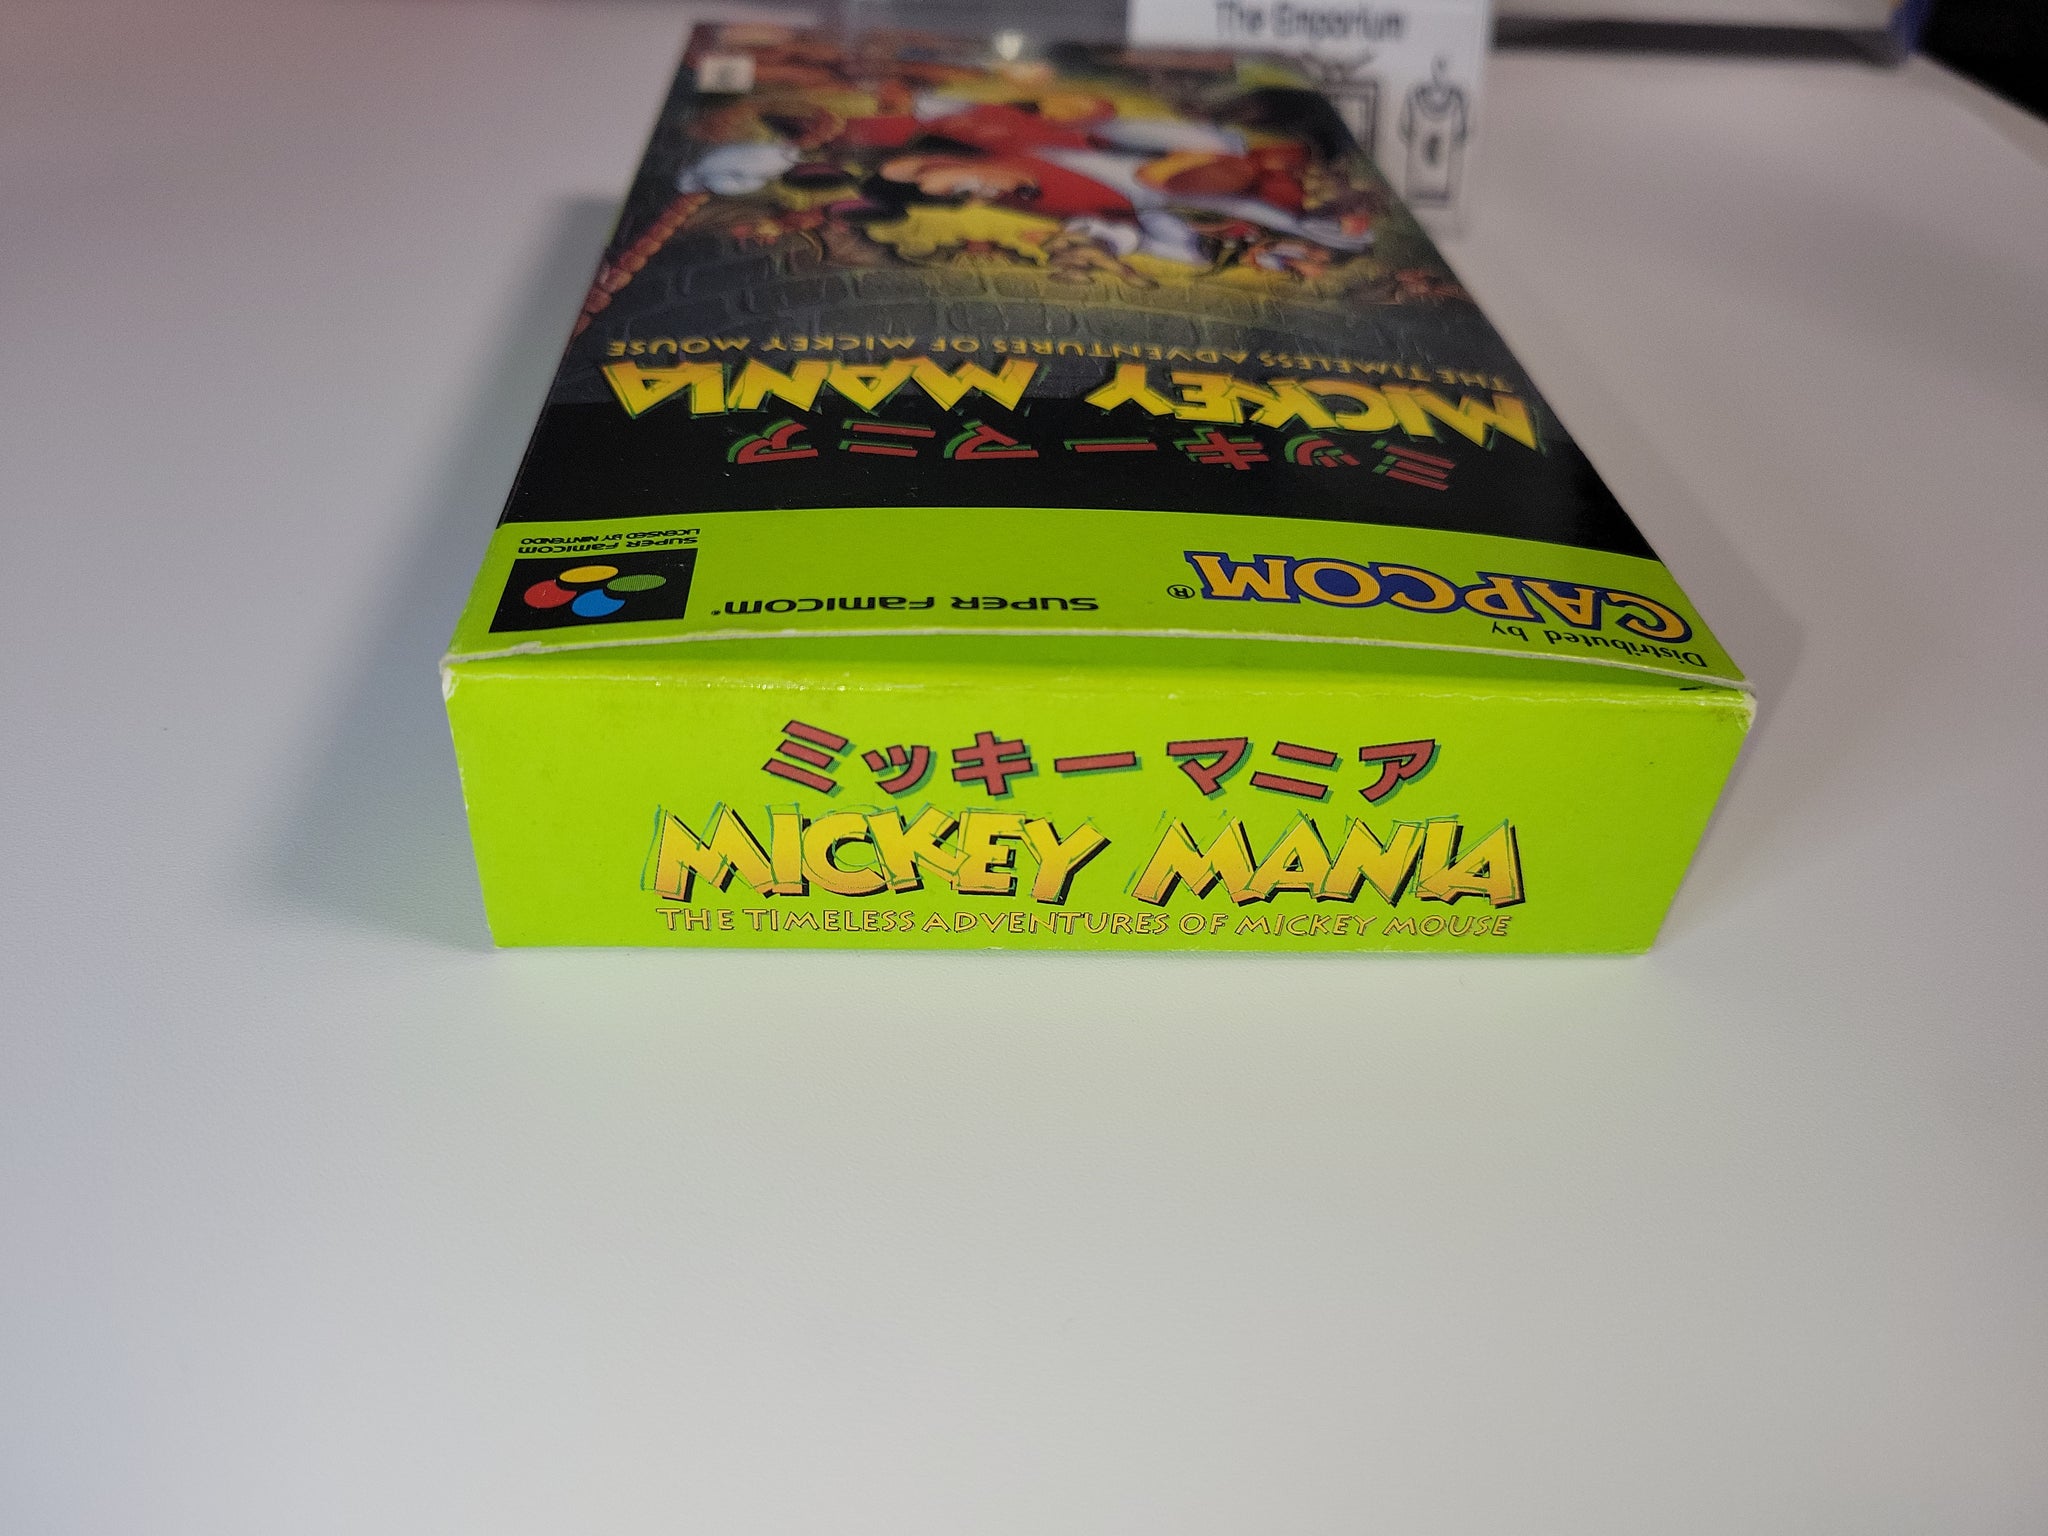 The Emporium
THE TIMELESS ADVENTURES OF MICKEY MOUSE
MICKEY MANIA
ミッキーマニア
SUPER FAMICOM
LICENSED BY NINTENDO
SUPER FAMICOM
CAPCOM®
Distributed by
ミッキーマニア
MICKEY MANIA
THE TIMELESS ADVENTURES OF MICKEY MOUSE